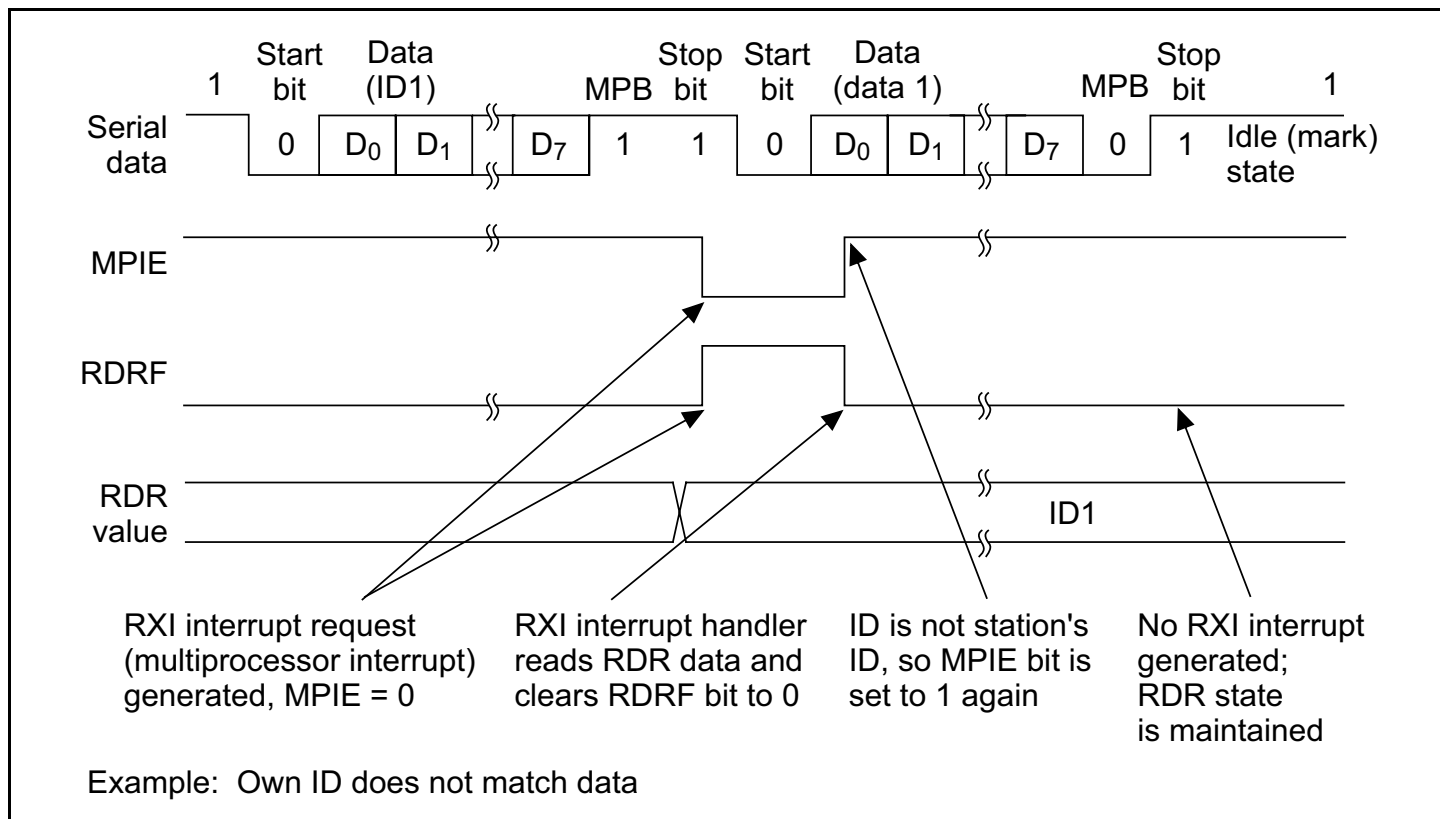 Start bit
Data (ID1)
MPB
Stop bit
Start bit
Data (data 1)
MPB
Stop bit
1
1
Serial data
0 D0 D1 D7 1 1 0 D0 D1 D7 0 1
Idle (mark) state
MPIE
RDRF
RDR value
ID1
RXI interrupt request
(multiprocessor interrupt)
generated, MPIE = 0
RXI interrupt handler
reads RDR data and
clears RDRF bit to 0
ID is not station's
ID, so MPIE bit is
set to 1 again
No RXI interrupt
generated;
RDR state
is maintained
Example: Own ID does not match data